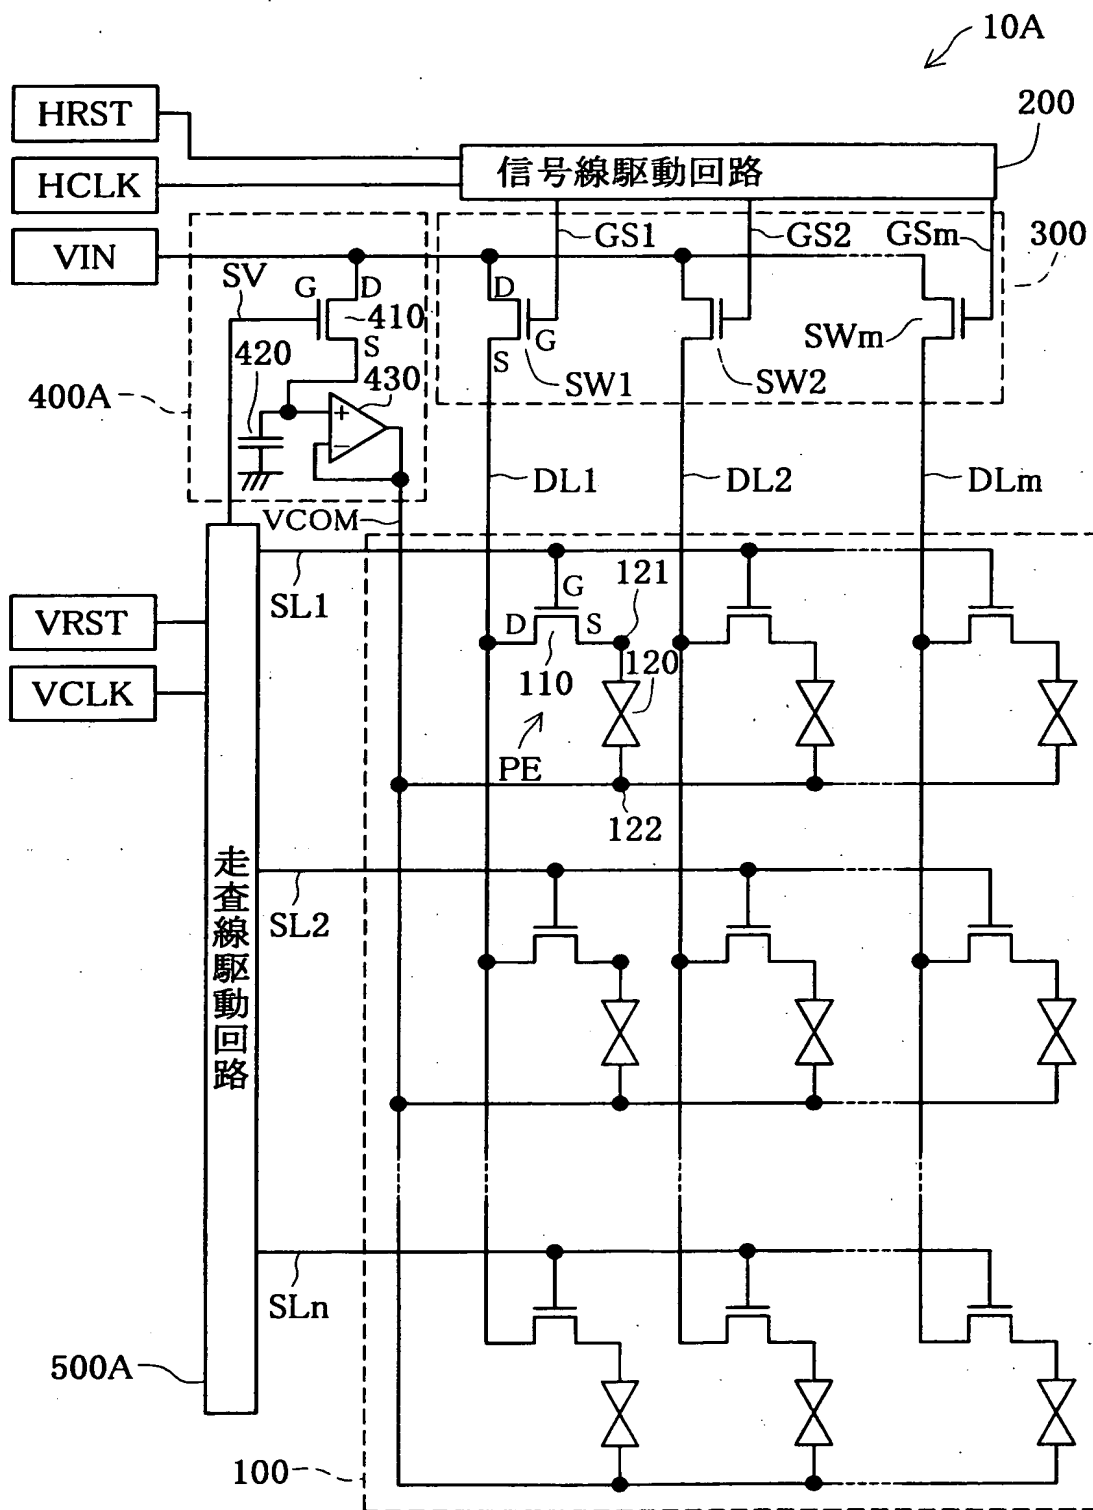 10A
HRST
200
HCLK
信号線駆動回路
GS1
GS2
GSm
300
VIN
SV
G
D
410
S
D
G
S
SW1
SW2
SWm
420
430
400A
+
−
DL1
DL2
DLm
VCOM
SL1
G
D
S
121
VRST
110
120
VCLK
PE
122
走査線駆動回路
SL2
SLn
500A
100